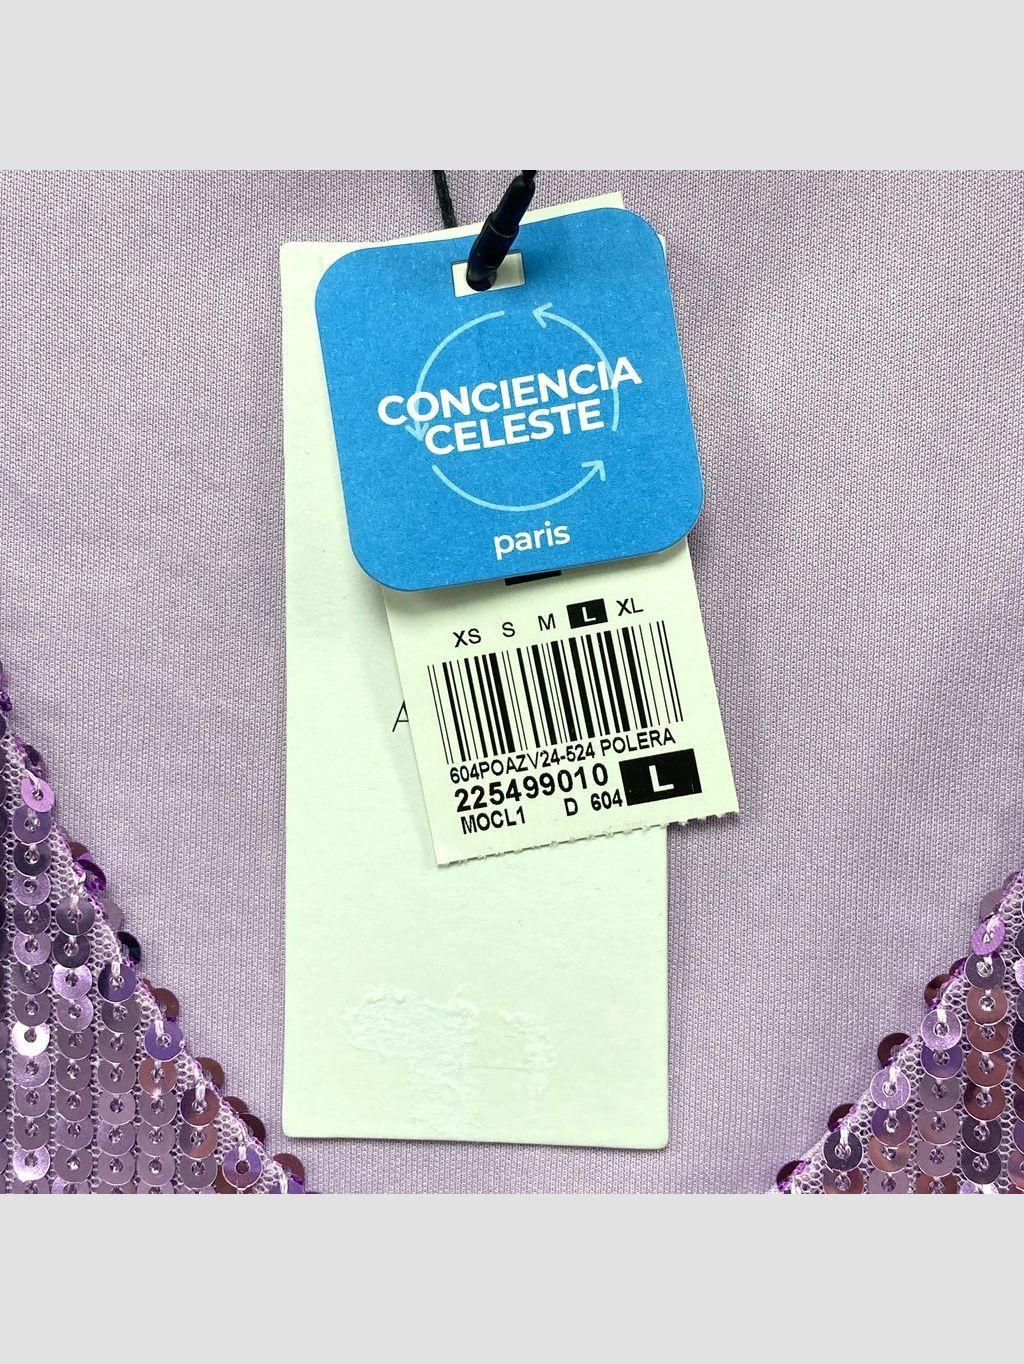 CONCIENCIA
CELESTE
paris
XS S M L XL
A
604POAZV24-524 POLERA
225499010 L
MOCL1 D 604